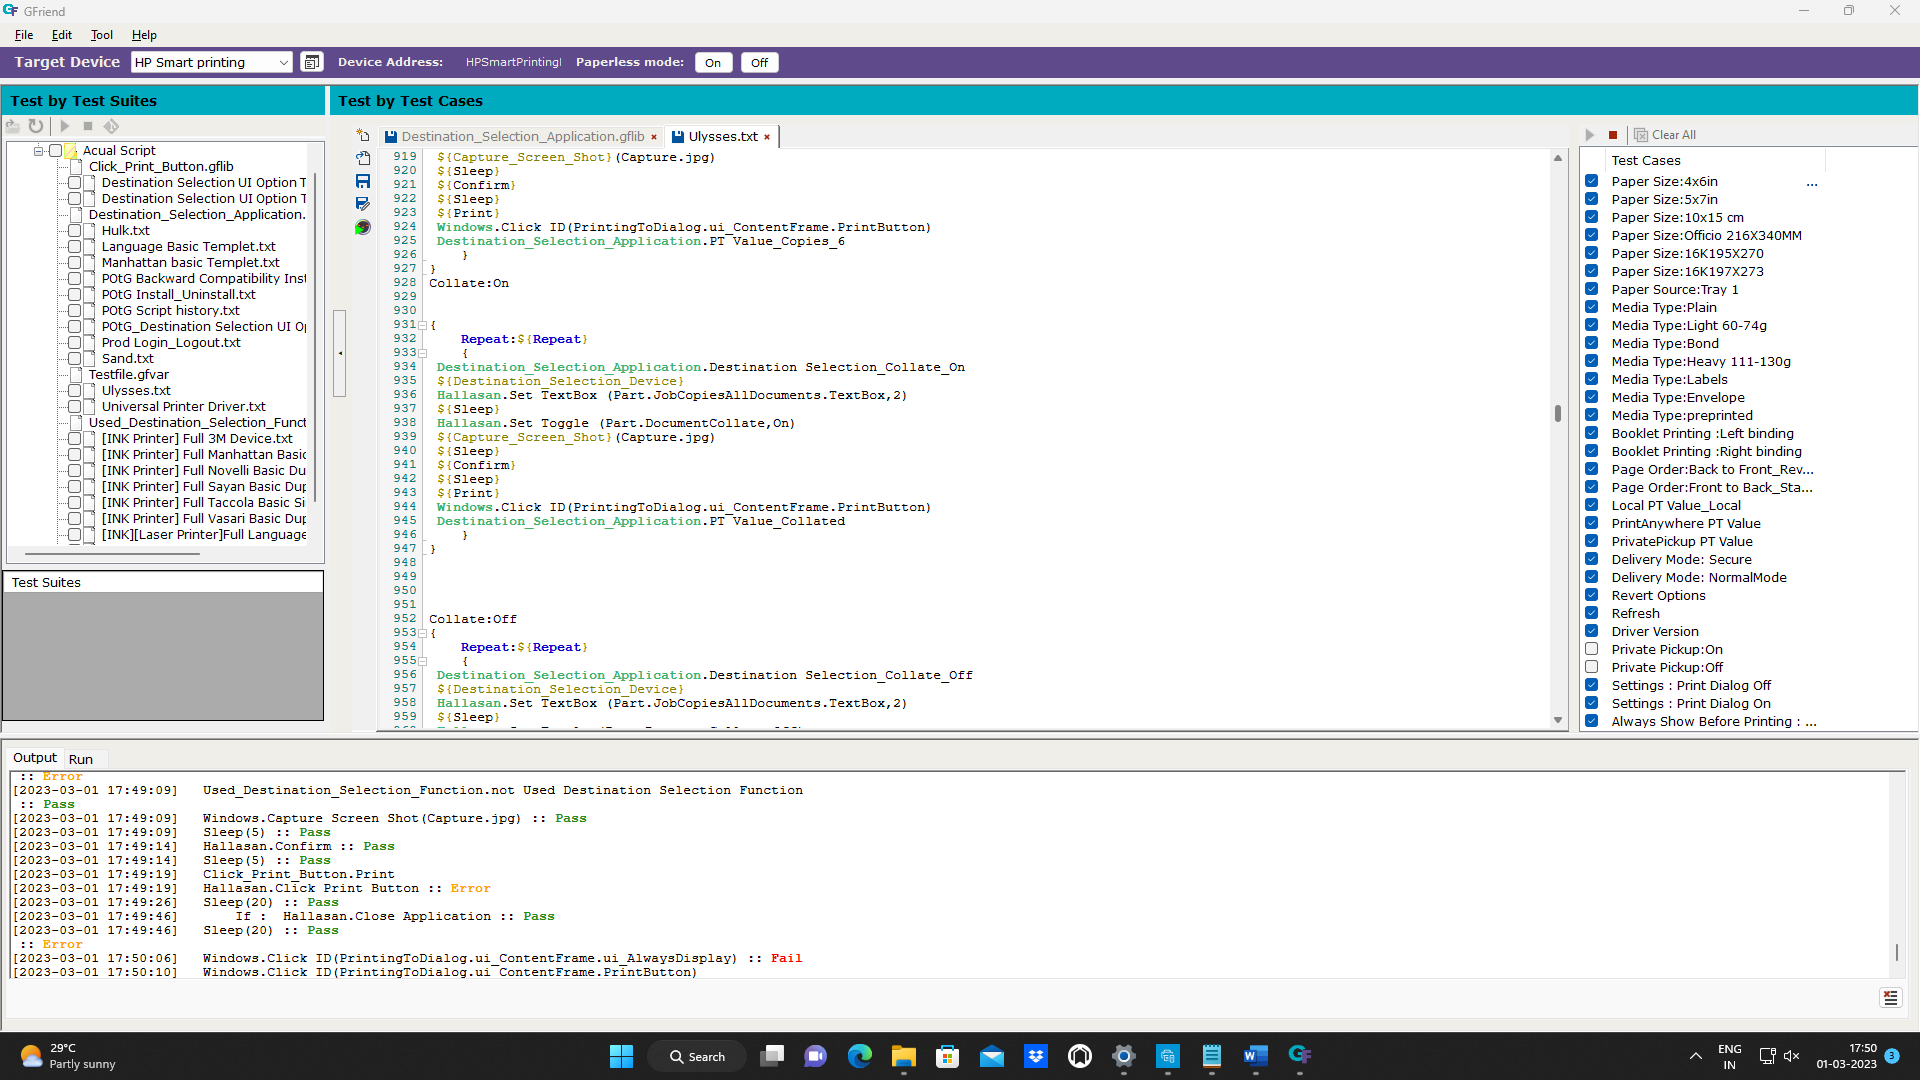 GFriend
File Edit Tool Help
Target Device HP Smart printing Device Address: HPSmartPrintingI Paperless mode: On Off
Test by Test Suites
Acual Script
Click_Print_Button.gflib
Destination Selection UI Option T
Destination Selection UI Option T
Destination_Selection_Application.
Hulk.txt
Language Basic Templet.txt
Manhattan basic Templet.txt
POtG Backward Compatibility Inst
POtG Install_Uninstall.txt
POtG Script history.txt
POtG_Destination Selection UI Op
Prod Login_Logout.txt
Sand.txt
Testfile.gfvar
Ulysses.txt
Universal Printer Driver.txt
Used_Destination_Selection_Funct
[INK Printer] Full 3M Device.txt
[INK Printer] Full Manhattan Basic
[INK Printer] Full Novelli Basic Du
[INK Printer] Full Sayan Basic Dup
[INK Printer] Full Taccola Basic Si
[INK Printer] Full Vasari Basic Dup
[INK][Laser Printer]Full Language
Test Suites
Test by Test Cases
Destination_Selection_Application.gflib × Ulysses.txt ×
919 ${Capture_Screen_Shot}(Capture.jpg)
920 ${Sleep}
921 ${Confirm}
922 ${Sleep}
923 ${Print}
924 Windows.Click ID(PrintingToDialog.ui_ContentFrame.PrintButton)
925 Destination_Selection_Application.PT Value_Copies_6
926 }
927 }
928 Collate:On
929
930
931 {
932 Repeat:${Repeat}
933 {
934 Destination_Selection_Application.Destination Selection_Collate_On
935 ${Destination_Selection_Device}
936 Hallasan.Set TextBox (Part.JobCopiesAllDocuments.TextBox,2)
937 ${Sleep}
938 Hallasan.Set Toggle (Part.DocumentCollate,On)
939 ${Capture_Screen_Shot}(Capture.jpg)
940 ${Sleep}
941 ${Confirm}
942 ${Sleep}
943 ${Print}
944 Windows.Click ID(PrintingToDialog.ui_ContentFrame.PrintButton)
945 Destination_Selection_Application.PT Value_Collated
946 }
947 }
948
949
950
951
952 Collate:Off
953 {
954 Repeat:${Repeat}
955 {
956 Destination_Selection_Application.Destination Selection_Collate_Off
957 ${Destination_Selection_Device}
958 Hallasan.Set TextBox (Part.JobCopiesAllDocuments.TextBox,2)
959 ${Sleep}
Clear All
Test Cases
Paper Size:4x6in ...
Paper Size:5x7in
Paper Size:10x15 cm
Paper Size:Officio 216X340MM
Paper Size:16K195X270
Paper Size:16K197X273
Paper Source:Tray 1
Media Type:Plain
Media Type:Light 60-74g
Media Type:Bond
Media Type:Heavy 111-130g
Media Type:Labels
Media Type:Envelope
Media Type:preprinted
Booklet Printing :Left binding
Booklet Printing :Right binding
Page Order:Back to Front_Rev...
Page Order:Front to Back_Sta...
Local PT Value_Local
PrintAnywhere PT Value
PrivatePickup PT Value
Delivery Mode: Secure
Delivery Mode: NormalMode
Revert Options
Refresh
Driver Version
Private Pickup:On
Private Pickup:Off
Settings : Print Dialog Off
Settings : Print Dialog On
Always Show Before Printing : ...
Output Run
:: Error
[2023-03-01 17:49:09] Used_Destination_Selection_Function.not Used Destination Selection Function
:: Pass
[2023-03-01 17:49:09] Windows.Capture Screen Shot(Capture.jpg) :: Pass
[2023-03-01 17:49:09] Sleep(5) :: Pass
[2023-03-01 17:49:14] Hallasan.Confirm :: Pass
[2023-03-01 17:49:14] Sleep(5) :: Pass
[2023-03-01 17:49:19] Click_Print_Button.Print
[2023-03-01 17:49:19] Hallasan.Click Print Button :: Error
[2023-03-01 17:49:26] Sleep(20) :: Pass
[2023-03-01 17:49:46] If : Hallasan.Close Application :: Pass
[2023-03-01 17:49:46] Sleep(20) :: Pass
:: Error
[2023-03-01 17:50:06] Windows.Click ID(PrintingToDialog.ui_ContentFrame.ui_AlwaysDisplay) :: Fail
[2023-03-01 17:50:10] Windows.Click ID(PrintingToDialog.ui_ContentFrame.PrintButton)
29°C
Partly sunny
Search
ENG
IN
17:50
01-03-2023
3